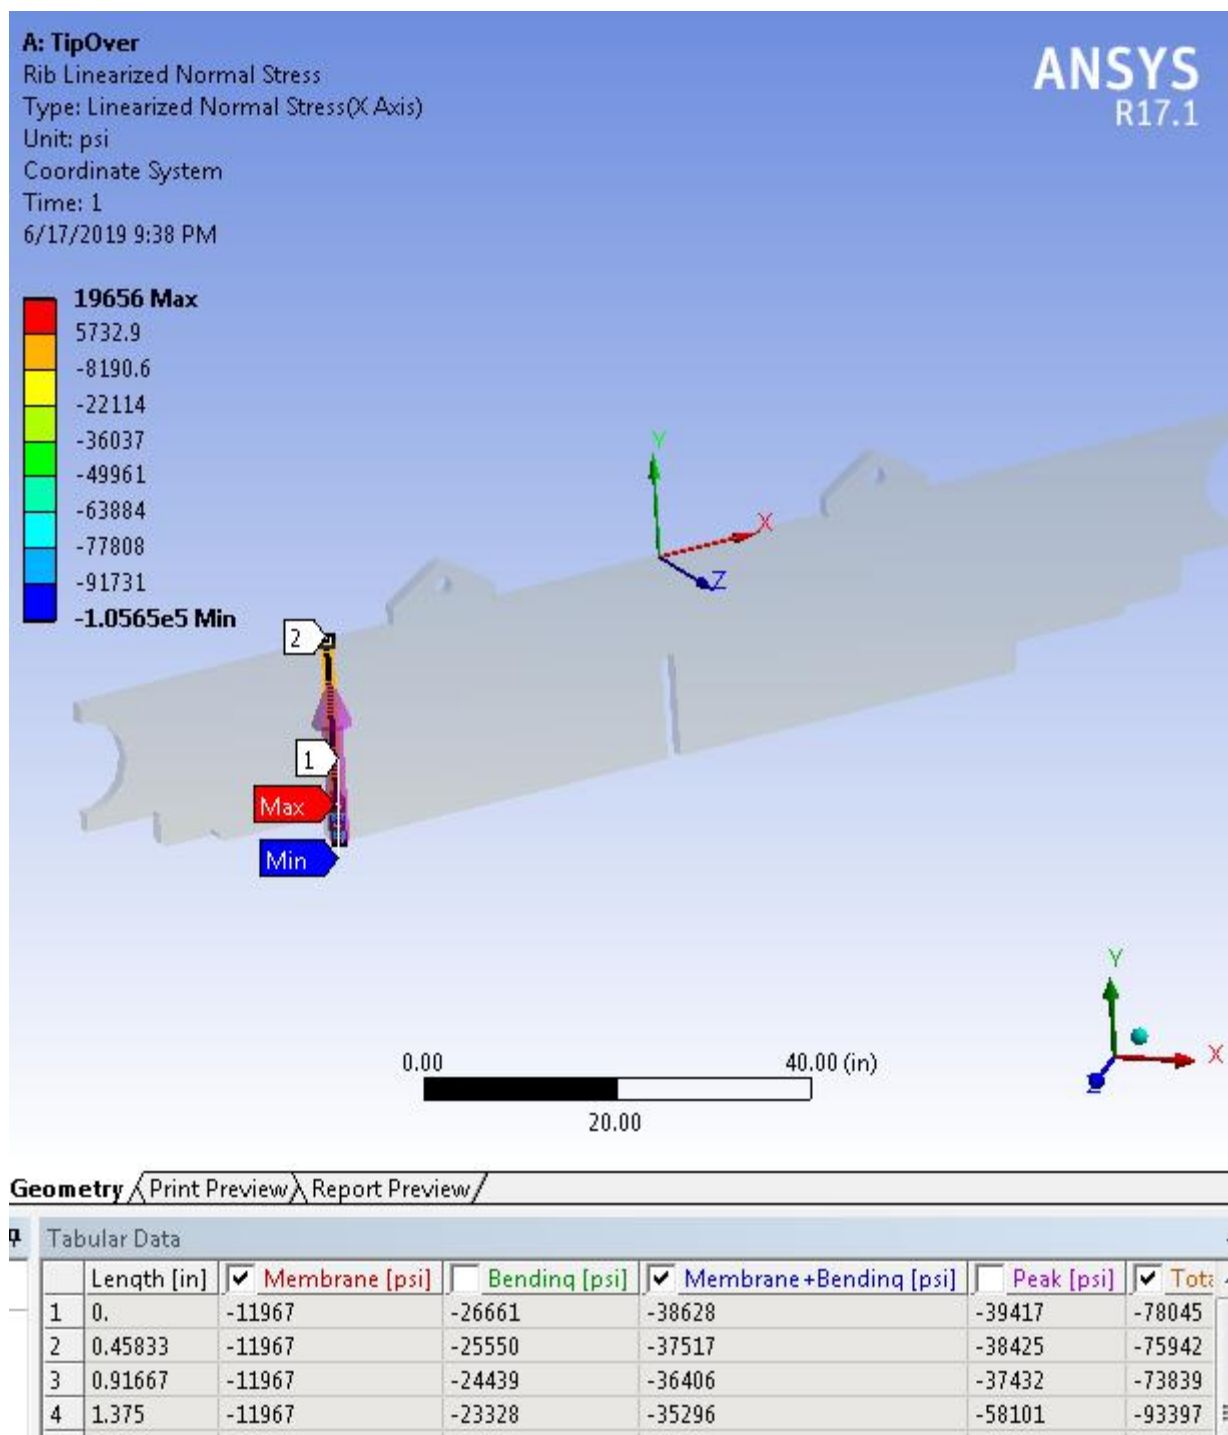 A: TipOver
Rib Linearized Normal Stress
Type: Linearized Normal Stress(X Axis)
Unit: psi
Coordinate System
Time: 1
6/17/2019 9:38 PM
ANSYS
R17.1
19656 Max
5732.9
-8190.6
-22114
-36037
-49961
-63884
-77808
-91731
-1.0565e5 Min
Y
X
Z
2
1
Max
Min
Y
X
Z
0.00 40.00 (in)
20.00
Geometry Print Preview Report Preview
Tabular Data
Length [in] Membrane [psi] Bending [psi] Membrane+Bending [psi] Peak [psi]
1 0. -11967 -26661 -38628 -39417 -78045
2 0.45833 -11967 -25550 -37517 -38425 -75942
3 0.91667 -11967 -24439 -36406 -37432 -73839
4 1.375 -11967 -23328 -35296 -58101 -93397